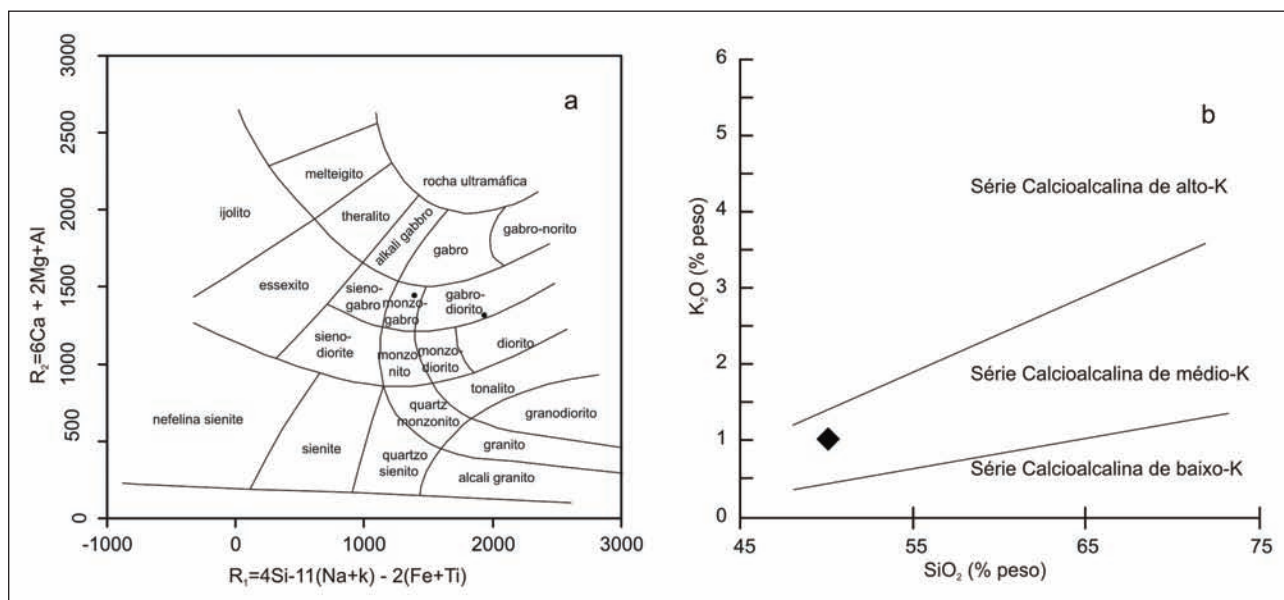 3000
2500
2000
1500
1000
500
0
R₂=6Ca + 2Mg+Al
a
melteigito
rocha ultramáfica
ijolito
theralito
alkali gabbro
gabro
gabro-norito
essexito
sieno-
gabro
monzo-
gabro
gabro-
diorito
sieno-
diorite
monzo
nito
monzo-
diorito
diorito
tonalito
nefelina sienite
quartz
monzonito
granodiorito
sienite
quartzo
sienito
granito
alcali granito
-1000 0 1000 2000 3000
R₁=4Si-11(Na+k) - 2(Fe+Ti)
6
5
4
3
2
1
0
K₂O (% peso)
b
Série Calcioalcalina de alto-K
Série Calcioalcalina de médio-K
Série Calcioalcalina de baixo-K
45 55 65 75
SiO₂ (% peso)